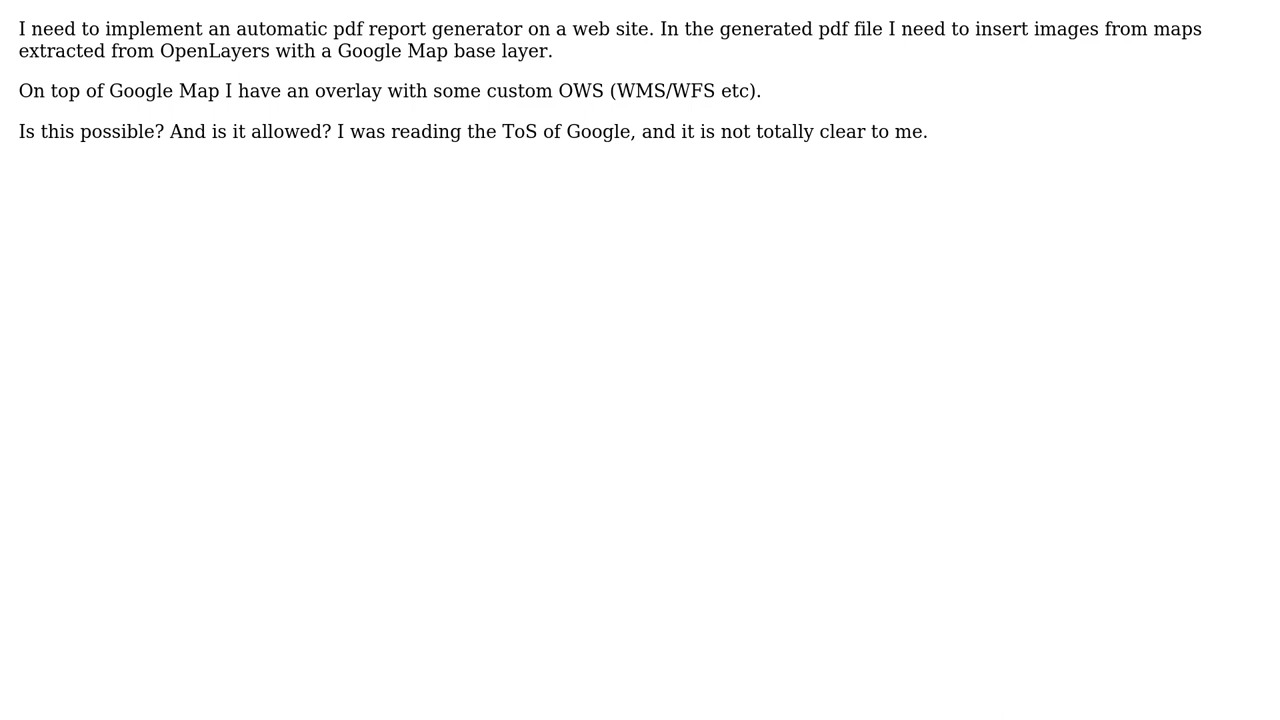 I need to implement an automatic pdf report generator on a web site. In the generated pdf file I need to insert images from maps
extracted from OpenLayers with a Google Map base layer.
On top of Google Map I have an overlay with some custom OWS (WMS/WFS etc).
Is this possible? And is it allowed? I was reading the ToS of Google, and it is not totally clear to me.